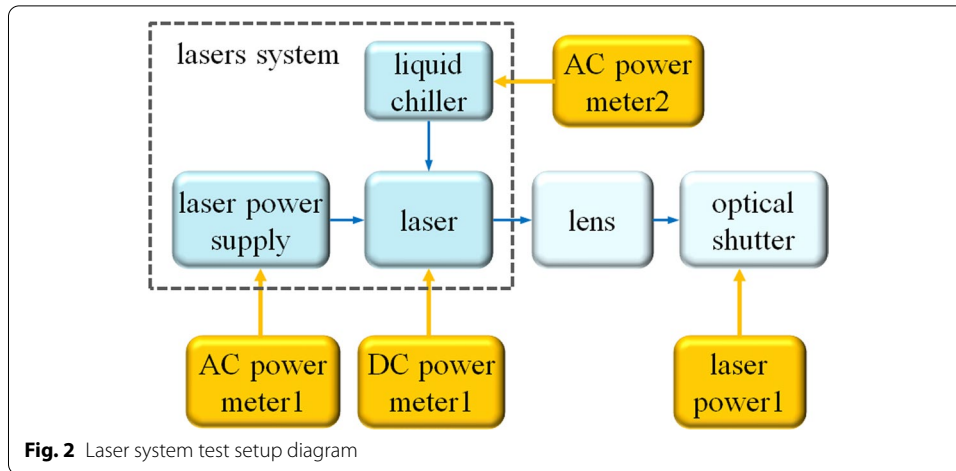 lasers system
liquid
chiller
AC power
meter2
laser power
supply
laser
lens
optical
shutter
AC power
meter1
DC power
meter1
laser
power1
Fig. 2 Laser system test setup diagram